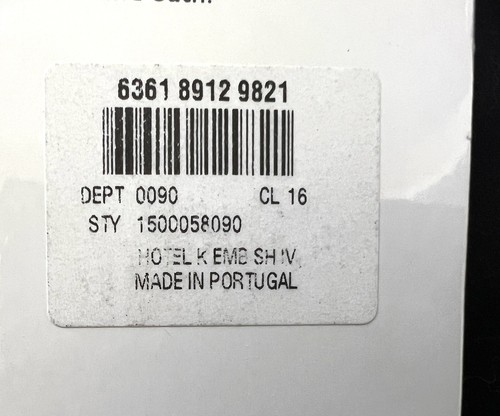 6361 8912 9821
DEPT 0090 CL 16
STY 1500058090
HOTEL K EMB SH IV
MADE IN PORTUGAL